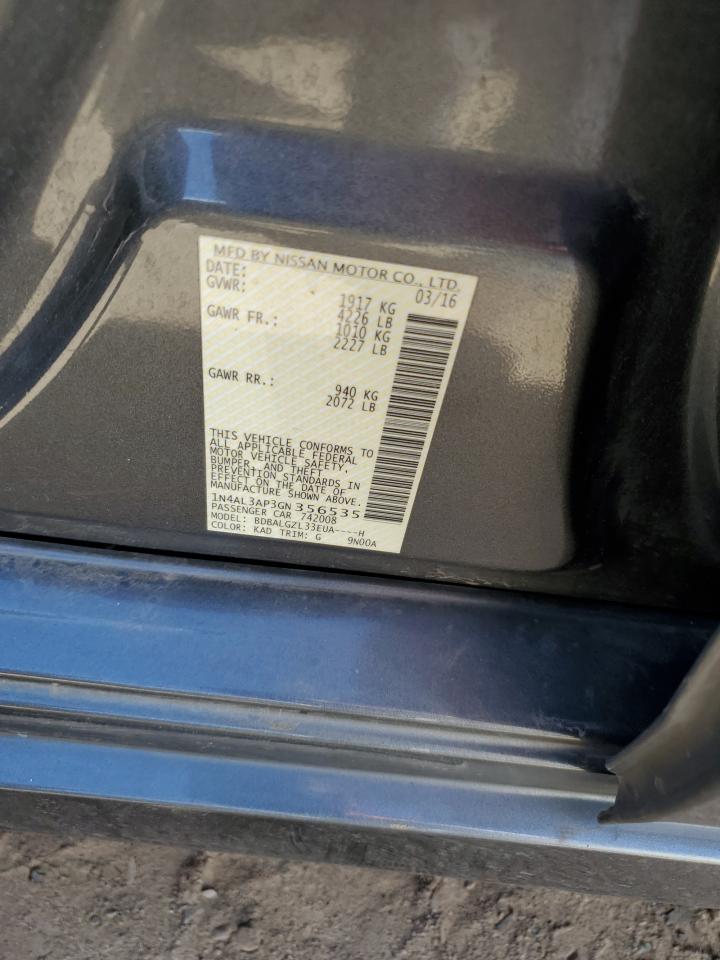 MFD BY NISSAN MOTOR CO., LTD.
DATE: 03/16
GVWR: 1917 KG
4226 LB
GAWR FR.: 1010 KG
2227 LB
GAWR RR.: 940 KG
2072 LB
THIS VEHICLE CONFORMS TO
ALL APPLICABLE FEDERAL
MOTOR VEHICLE SAFETY,
BUMPER, AND THEFT
PREVENTION STANDARDS IN
EFFECT ON THE DATE OF
MANUFACTURE SHOWN ABOVE.
1N4AL3AP3GN356535
PASSENGER CAR 742008
MODEL: BDBALGZL33EUA----H
COLOR: KAD TRIM: G 9N00A